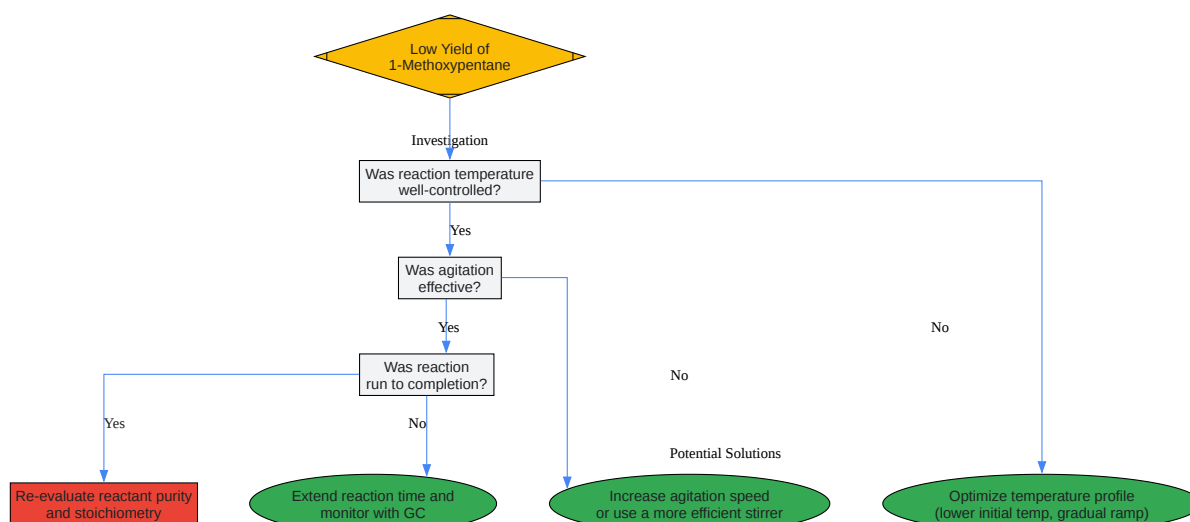 Low Yield of
1-Methoxypentane
Investigation
Was reaction temperature
well-controlled?
Yes
Was agitation
effective?
Yes
No
Was reaction
run to completion?
No
Yes
No
Potential Solutions
Re-evaluate reactant purity
and stoichiometry
Extend reaction time and
monitor with GC
Increase agitation speed
or use a more efficient stirrer
Optimize temperature profile
(lower initial temp, gradual ramp)